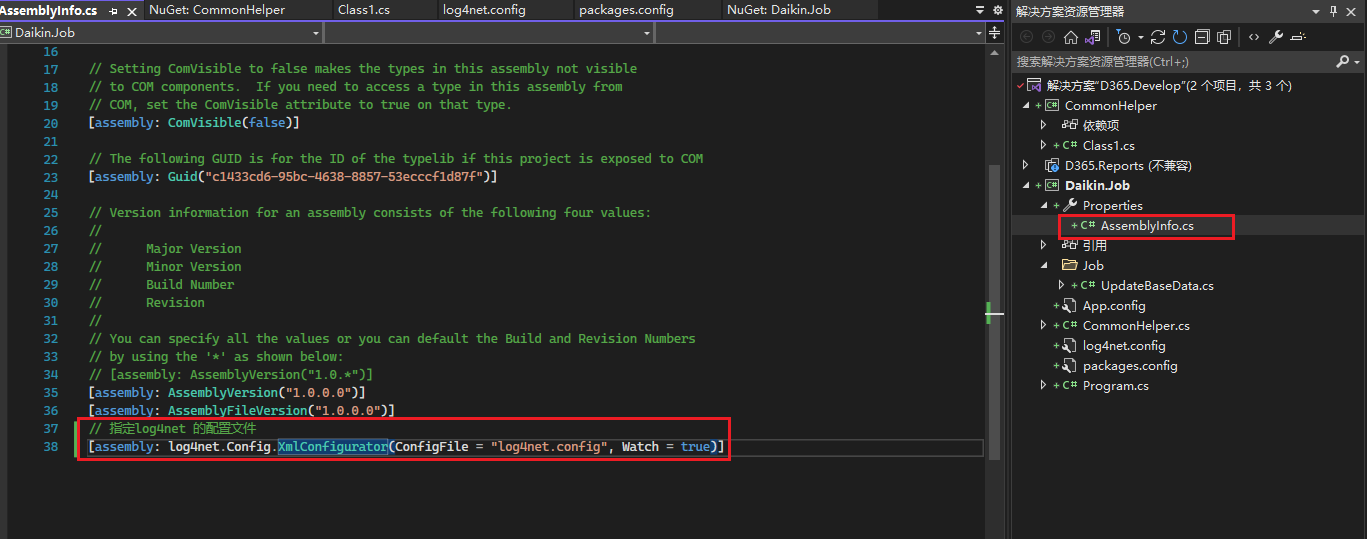 AssemblyInfo.cs
NuGet: CommonHelper
Class1.cs
log4net.config
packages.config
NuGet: Daikin.Job
C# Daikin.Job
16
17 // Setting ComVisible to false makes the types in this assembly not visible
18 // to COM components.  If you need to access a type in this assembly from
19 // COM, set the ComVisible attribute to true on that type.
20 [assembly: ComVisible(false)]
21
22 // The following GUID is for the ID of the typelib if this project is exposed to COM
23 [assembly: Guid("c1433cd6-95bc-4638-8857-53ecccf1d87f")]
24
25 // Version information for an assembly consists of the following four values:
26 //
27 //      Major Version
28 //      Minor Version
29 //      Build Number
30 //      Revision
31 //
32 // You can specify all the values or you can default the Build and Revision Numbers
33 // by using the '*' as shown below:
34 // [assembly: AssemblyVersion("1.0.*")]
35 [assembly: AssemblyVersion("1.0.0.0")]
36 [assembly: AssemblyFileVersion("1.0.0.0")]
37 // 指定log4net 的配置文件
38 [assembly: log4net.Config.XmlConfigurator(ConfigFile = "log4net.config", Watch = true)]
解决方案资源管理器
搜索解决方案资源管理器(Ctrl+;)
解决方案"D365.Develop"(2 个项目，共 3 个)
C# CommonHelper
依赖项
C# Class1.cs
D365.Reports (不兼容)
C# Daikin.Job
Properties
C# AssemblyInfo.cs
引用
Job
C# UpdateBaseData.cs
App.config
C# CommonHelper.cs
log4net.config
packages.config
C# Program.cs